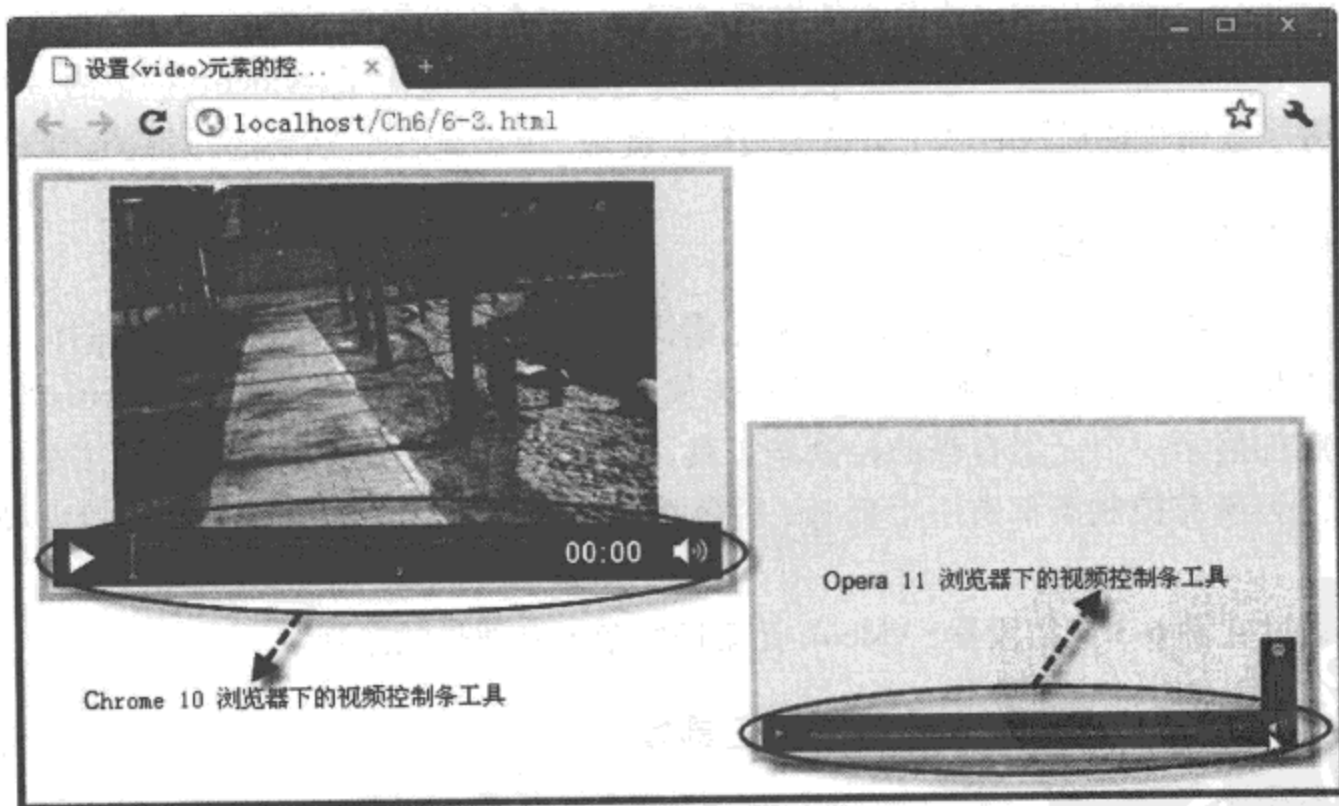 设置<video>元素的控...
localhost/Ch6/6-3.html
00:00
Opera 11 浏览器下的视频控制条工具
Chrome 10 浏览器下的视频控制条工具